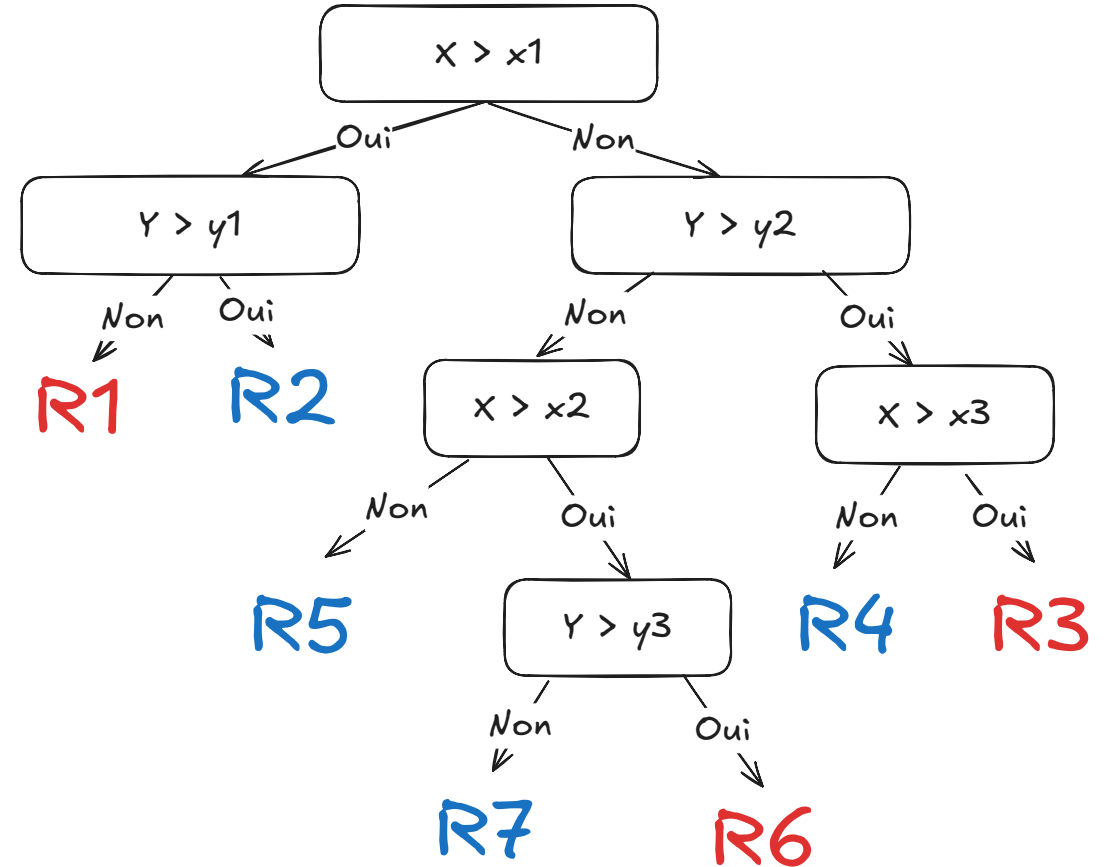 X > x1
Oui
Non
Y > y1
Y > y2
Non
Oui
Non
Oui
R1
R2
X > x2
X > x3
Non
Oui
Non
Oui
R5
Y > y3
R4
R3
Non
Oui
R7
R6